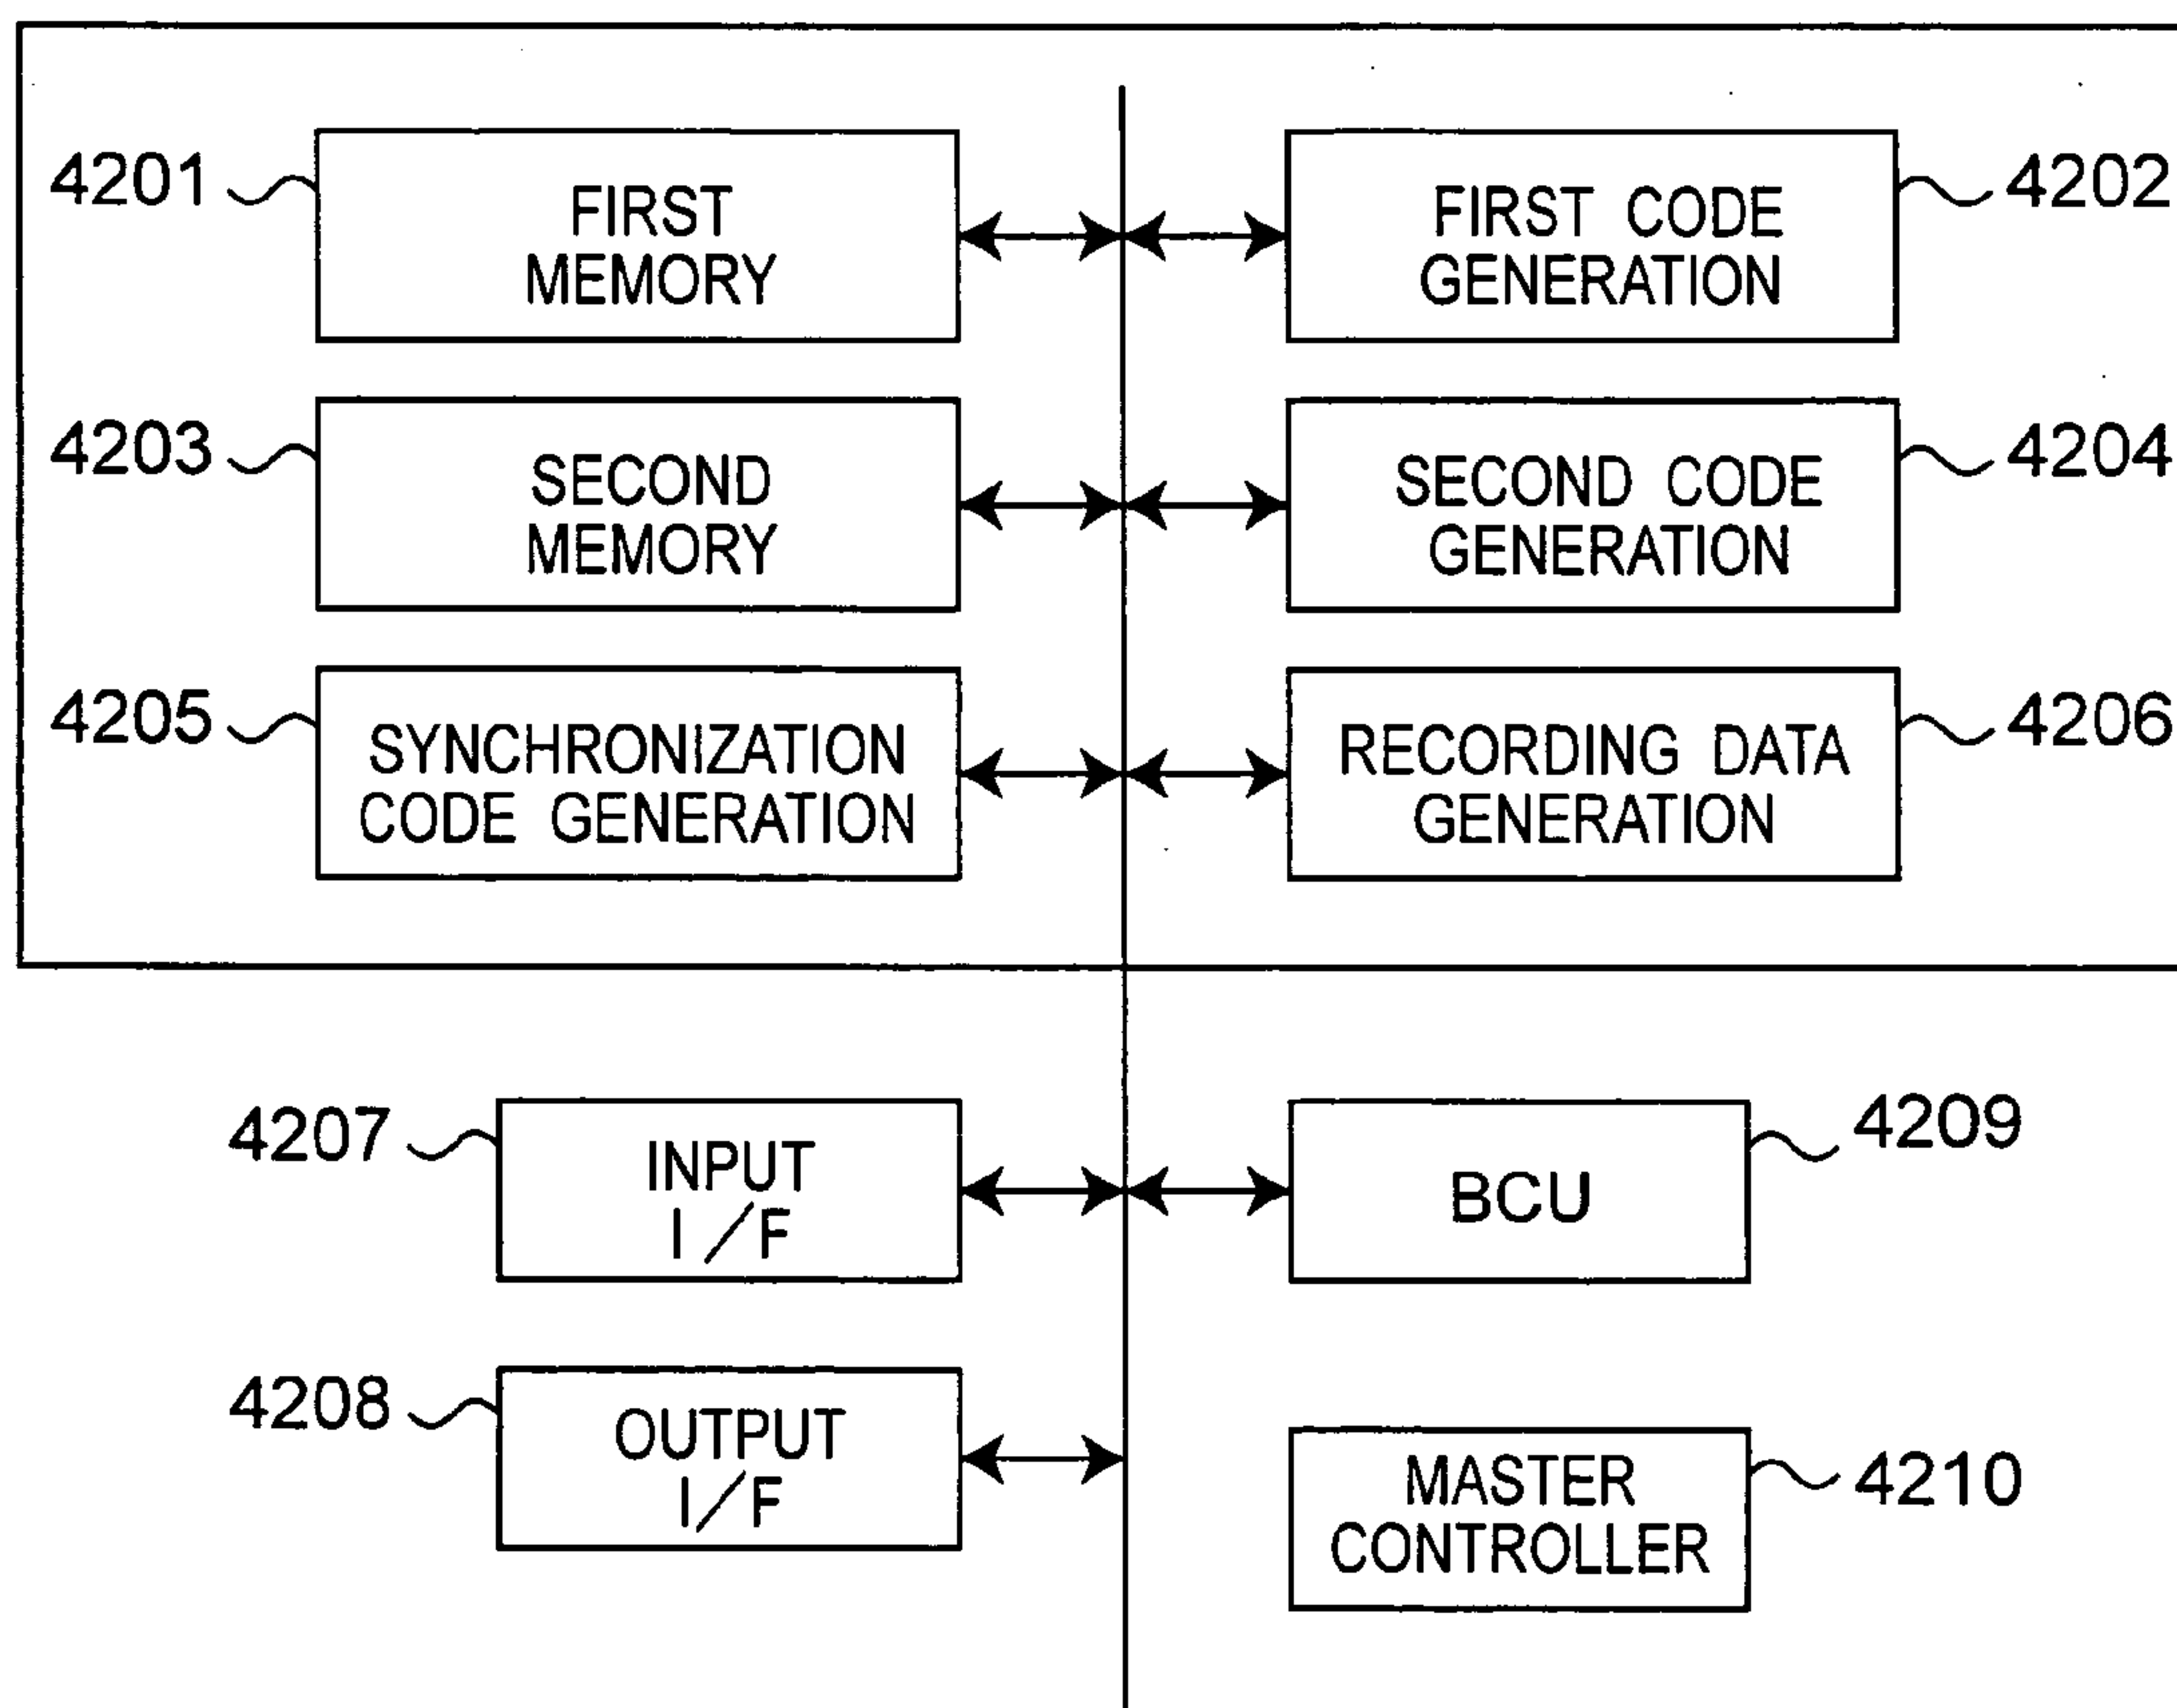 4201
FIRST
MEMORY
FIRST CODE
GENERATION
4202
4203
SECOND
MEMORY
SECOND CODE
GENERATION
4204
4205
SYNCHRONIZATION
CODE GENERATION
RECORDING DATA
GENERATION
4206
4207
INPUT
I/F
BCU
4209
4208
OUTPUT
I/F
MASTER
CONTROLLER
4210